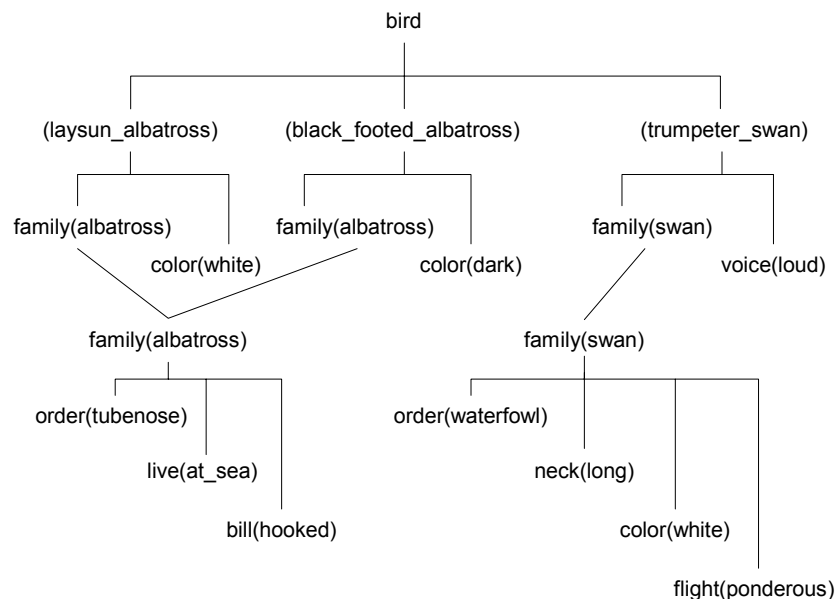 bird
(laysun_albatross) (black_footed_albatross) (trumpeter_swan)
family(albatross) family(albatross) family(swan)
color(white) color(dark) voice(loud)
family(albatross) family(swan)
order(tubenose) order(waterfowl)
live(at_sea) neck(long)
bill(hooked) color(white)
flight(ponderous)